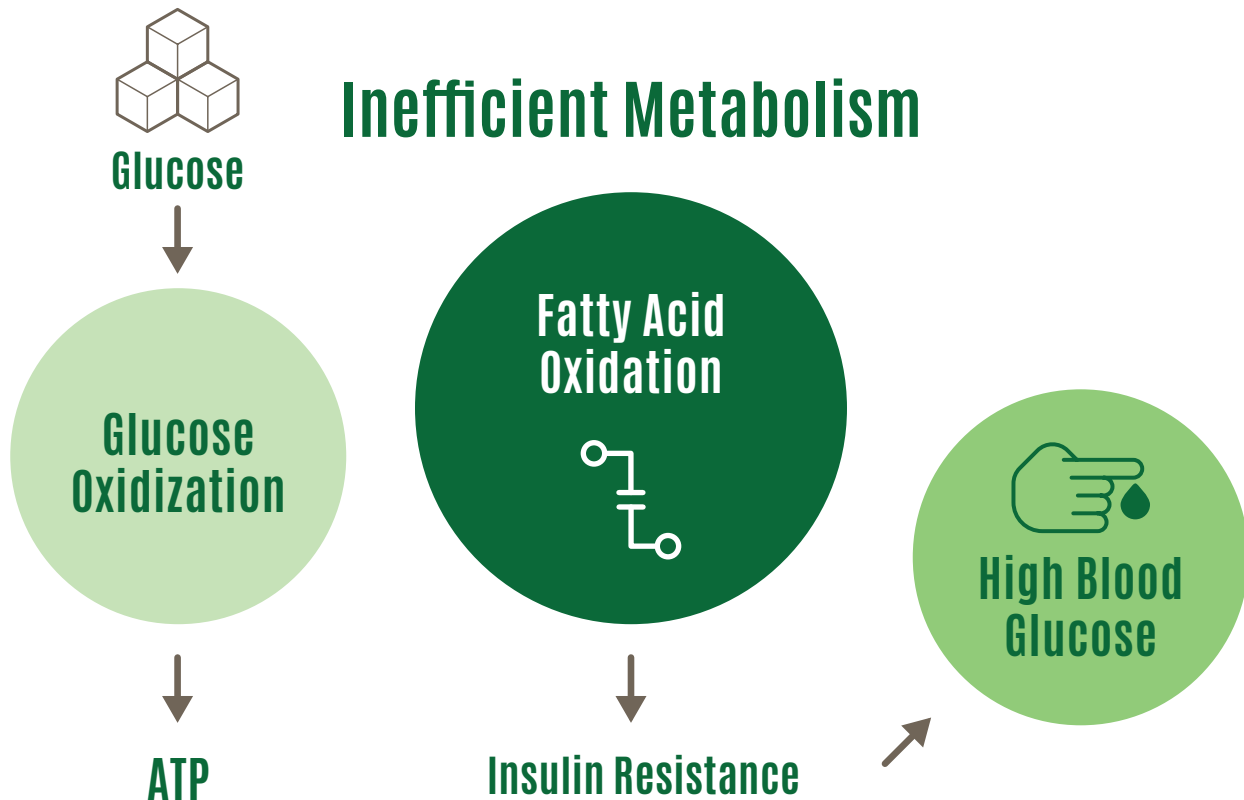 Inefficient Metabolism
Glucose
Glucose
Oxidization
ATP
Fatty Acid
Oxidation
Insulin Resistance
High Blood
Glucose